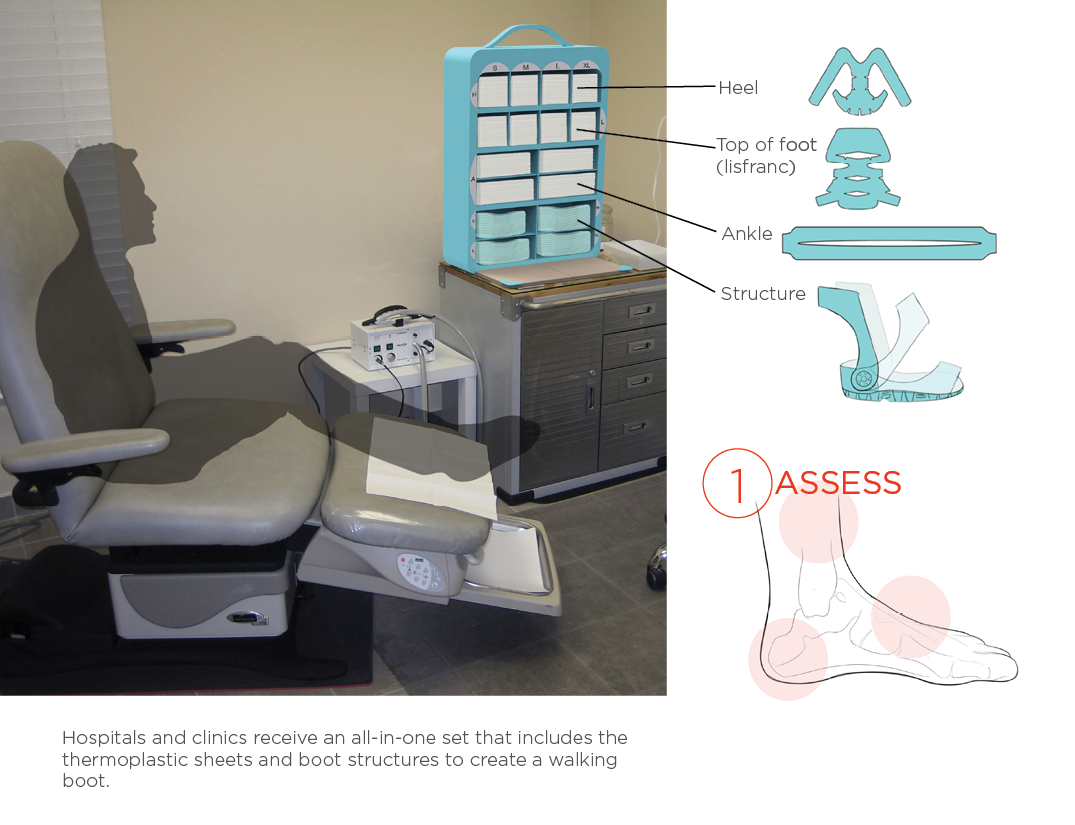 S M L XL
H
L
A
Heel
Top of foot
(lisfranc)
Ankle
Structure
1 ASSESS
Hospitals and clinics receive an all-in-one set that includes the
thermoplastic sheets and boot structures to create a walking
boot.